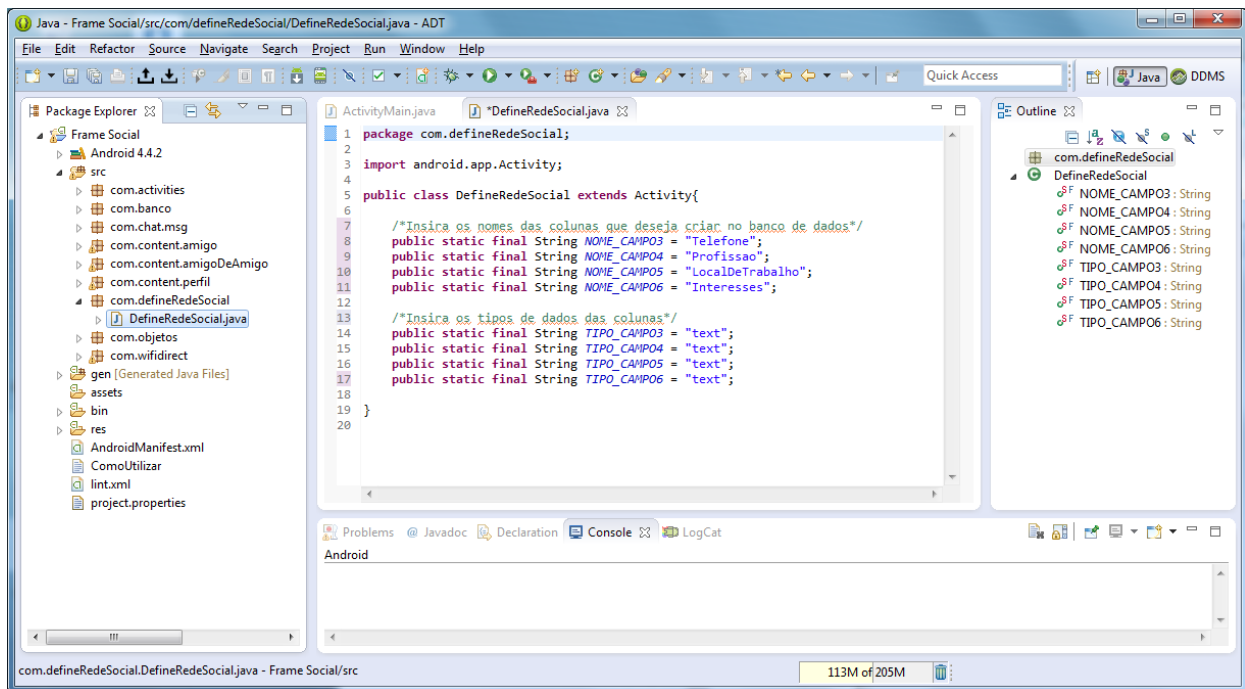 Java - Frame Social/src/com/defineRedeSocial/DefineRedeSocial.java - ADT
File Edit Refactor Source Navigate Search Project Run Window Help
Quick Access
Java
DDMS
Package Explorer
Frame Social
Android 4.4.2
src
com.activities
com.banco
com.chat.msg
com.content.amigo
com.content.amigoDeAmigo
com.content.perfil
com.defineRedeSocial
DefineRedeSocial.java
com.objetos
com.wifidirect
gen [Generated Java Files]
assets
bin
res
AndroidManifest.xml
ComoUtilizar
lint.xml
project.properties
ActivityMain.java *DefineRedeSocial.java
1 package com.defineRedeSocial;
2
3 import android.app.Activity;
4
5 public class DefineRedeSocial extends Activity{
6
7 /*Insira os nomes das colunas que deseja criar no banco de dados*/
8 public static final String NOME_CAMPO3 = "Telefone";
9 public static final String NOME_CAMPO4 = "Profissao";
10 public static final String NOME_CAMPO5 = "LocalDeTrabalho";
11 public static final String NOME_CAMPO6 = "Interesses";
12
13 /*Insira os tipos de dados das colunas*/
14 public static final String TIPO_CAMPO3 = "text";
15 public static final String TIPO_CAMPO4 = "text";
16 public static final String TIPO_CAMPO5 = "text";
17 public static final String TIPO_CAMPO6 = "text";
18
19 }
20
Outline
com.defineRedeSocial
DefineRedeSocial
NOME_CAMPO3 : String
NOME_CAMPO4 : String
NOME_CAMPO5 : String
NOME_CAMPO6 : String
TIPO_CAMPO3 : String
TIPO_CAMPO4 : String
TIPO_CAMPO5 : String
TIPO_CAMPO6 : String
Problems @ Javadoc Declaration Console LogCat
Android
com.defineRedeSocial.DefineRedeSocial.java - Frame Social/src
113M of 205M